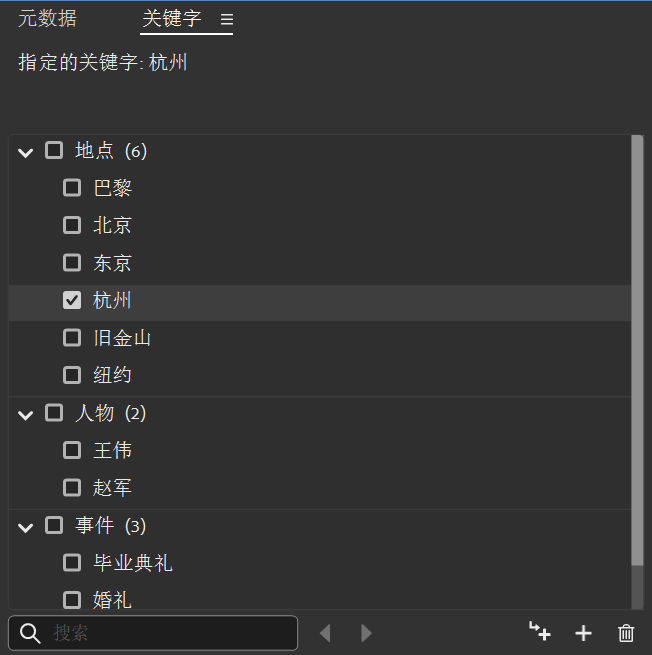 元数据 关键字
指定的关键字: 杭州
地点 (6)
巴黎
北京
东京
杭州
旧金山
纽约
人物 (2)
王伟
赵军
事件 (3)
毕业典礼
婚礼
搜索